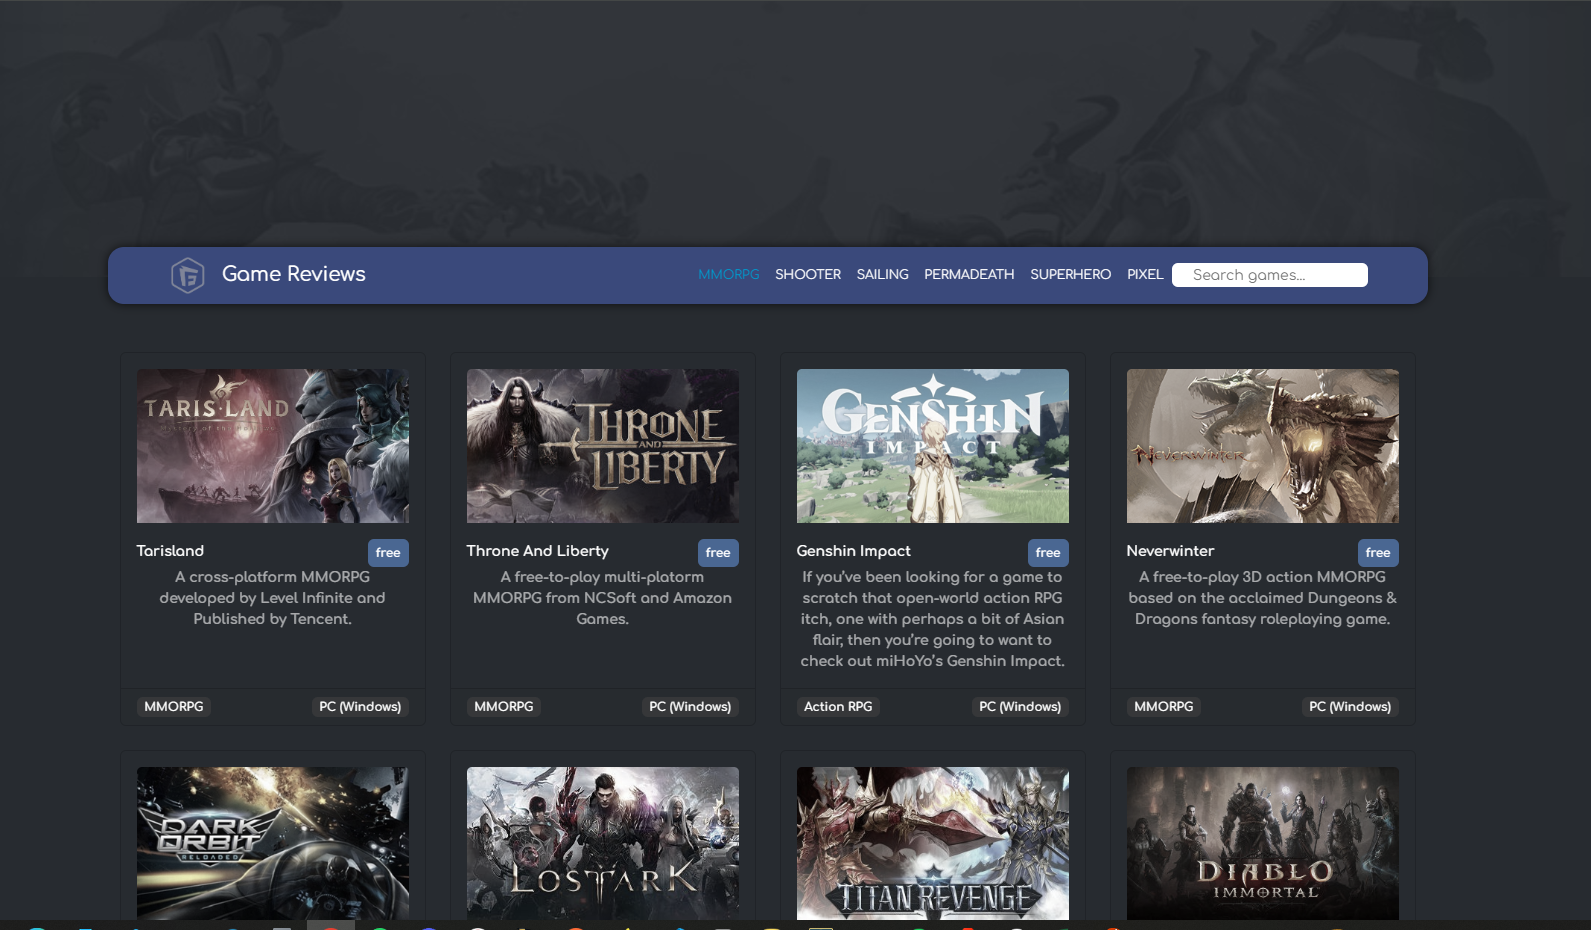 Game Reviews
MMORPG SHOOTER SAILING PERMADEATH SUPERHERO PIXEL Search games...
TARISLAND
THRONE
AND
LIBERTY
GENSHIN
IMPACT
NEVERWINTER
Tarisland free
A cross-platform MMORPG
developed by Level Infinite and
Published by Tencent.
MMORPG PC (Windows)
Throne And Liberty free
A free-to-play multi-platorm
MMORPG from NCSoft and Amazon
Games.
MMORPG PC (Windows)
Genshin Impact free
If you’ve been looking for a game to
scratch that open-world action RPG
itch, one with perhaps a bit of Asian
flair, then you’re going to want to
check out miHoYo’s Genshin Impact.
Action RPG PC (Windows)
Neverwinter free
A free-to-play 3D action MMORPG
based on the acclaimed Dungeons &
Dragons fantasy roleplaying game.
MMORPG PC (Windows)
DARK
ORBIT
RELOADED
LOST ARK
TITAN REVENGE
DIABLO
IMMORTAL